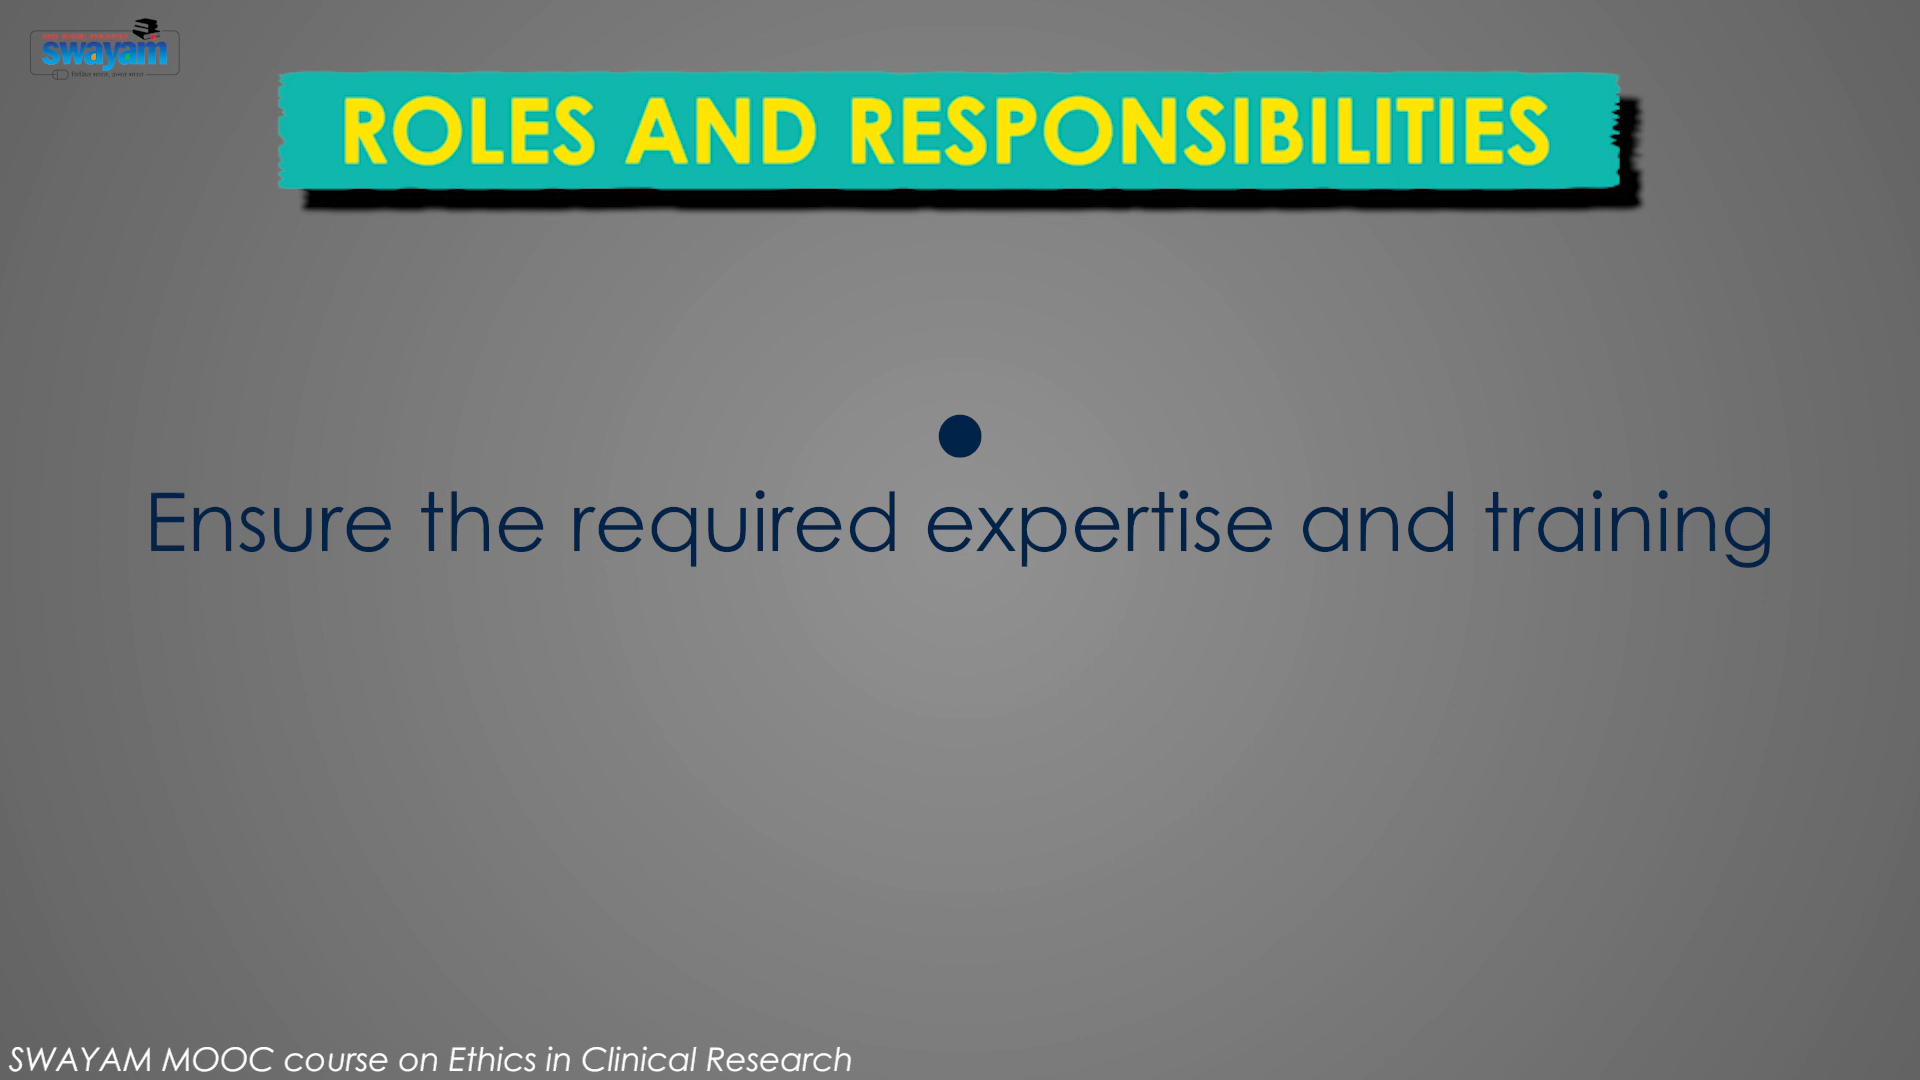 swayam
ROLES AND RESPONSIBILITIES
•
Ensure the required expertise and training
SWAYAM MOOC course on Ethics in Clinical Research